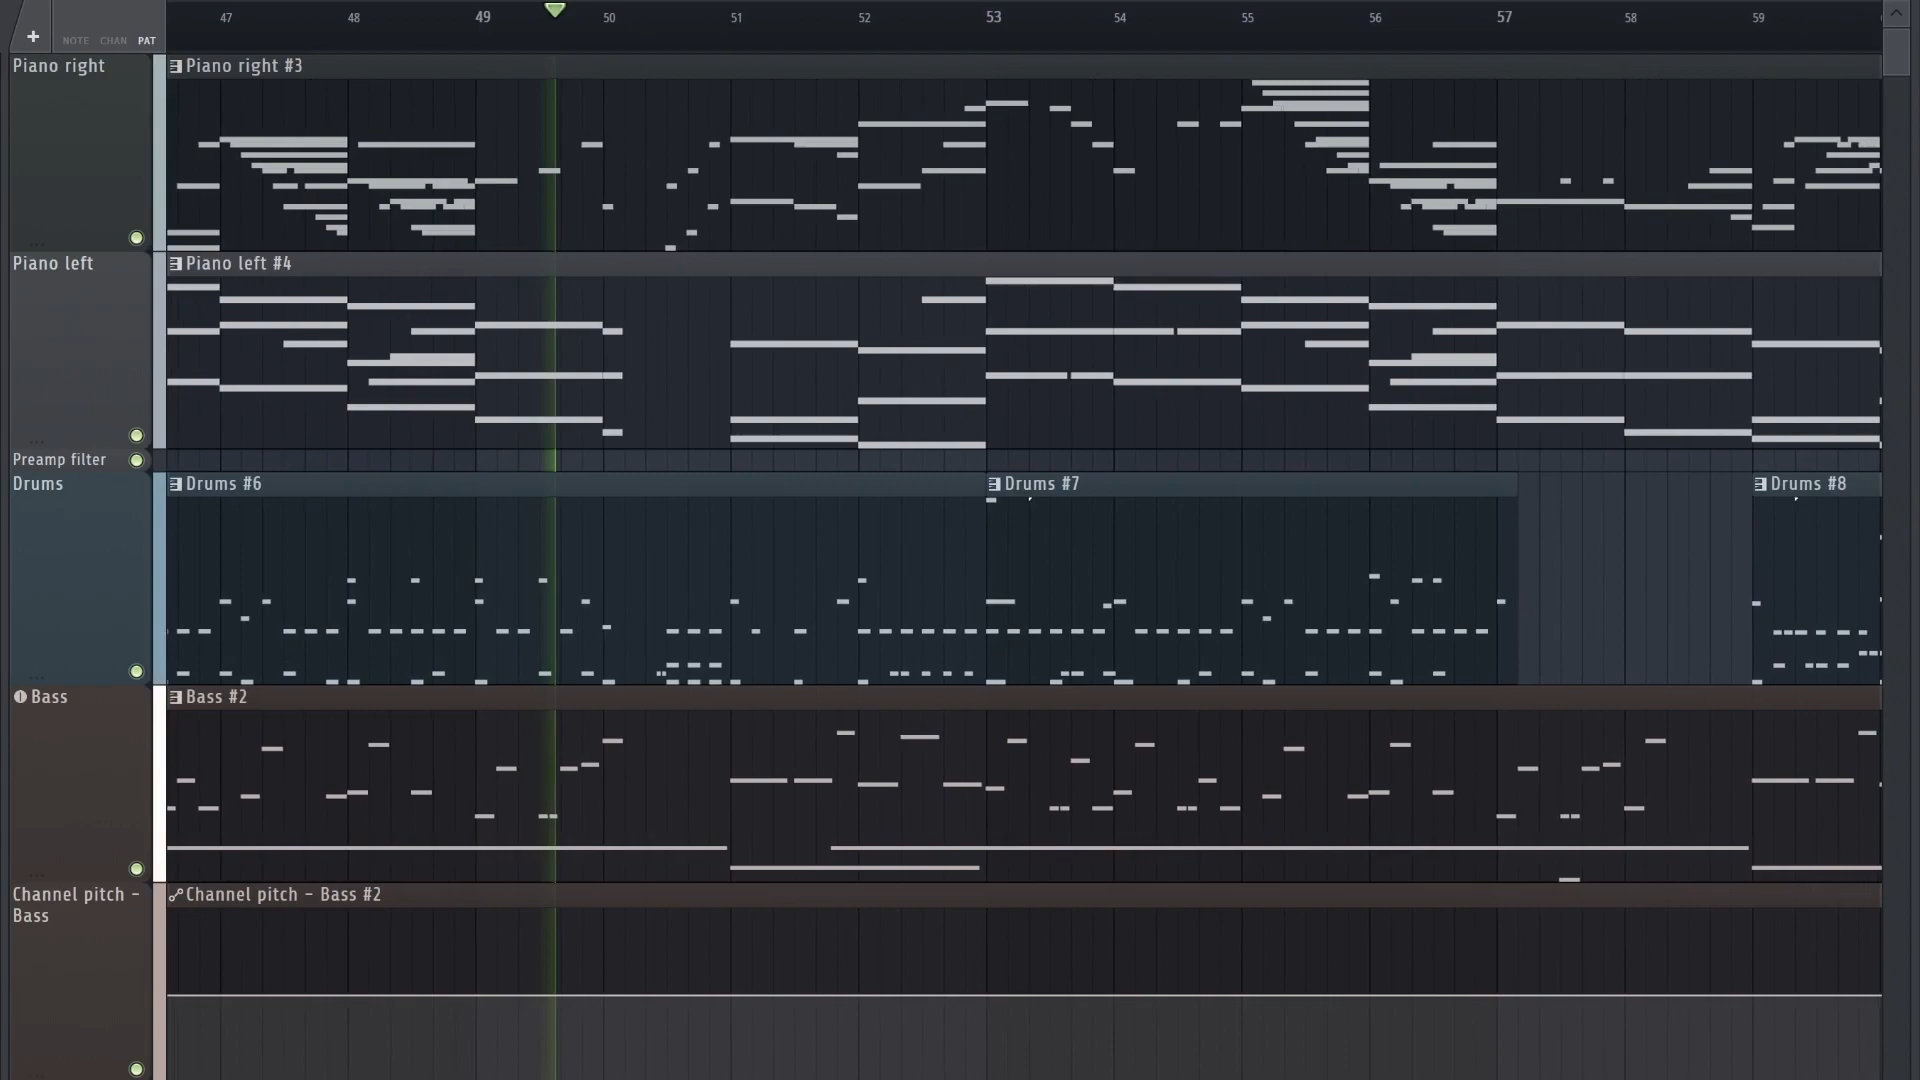 47 48 49 50 51 52 53 54 55 56 57 58 59
+ NOTE CHAN PAT
Piano right
Piano right #3
Piano left
Piano left #4
Preamp filter
Drums
Drums #6
Drums #7
Drums #8
Bass
Bass #2
Channel pitch -
Bass
Channel pitch - Bass #2